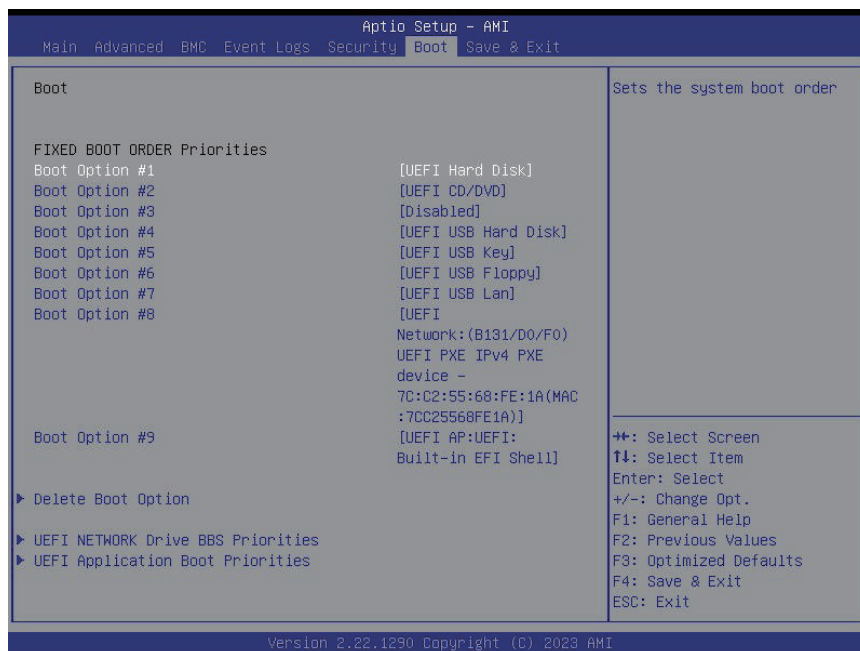 Aptio Setup – AMI
Main Advanced BMC Event Logs Security Boot Save & Exit
Boot
Sets the system boot order
FIXED BOOT ORDER Priorities
Boot Option #1 [UEFI Hard Disk]
Boot Option #2 [UEFI CD/DVD]
Boot Option #3 [Disabled]
Boot Option #4 [UEFI USB Hard Disk]
Boot Option #5 [UEFI USB Key]
Boot Option #6 [UEFI USB Floppy]
Boot Option #7 [UEFI USB Lan]
Boot Option #8 [UEFI
Network:(B131/D0/F0)
UEFI PXE IPv4 PXE
device –
7C:C2:55:68:FE:1A(MAC
:7CC25568FE1A)]
Boot Option #9 [UEFI AP:UEFI:
Built-in EFI Shell]
▶ Delete Boot Option
▶ UEFI NETWORK Drive BBS Priorities
▶ UEFI Application Boot Priorities
→←: Select Screen
↑↓: Select Item
Enter: Select
+/-: Change Opt.
F1: General Help
F2: Previous Values
F3: Optimized Defaults
F4: Save & Exit
ESC: Exit
Version 2.22.1290 Copyright (C) 2023 AMI